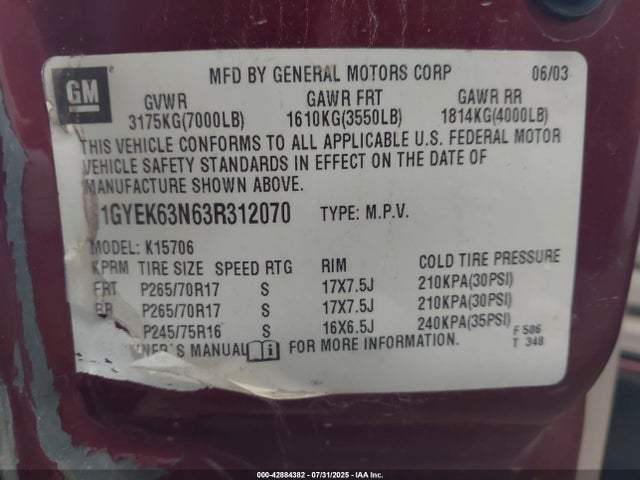 GM
MFD BY GENERAL MOTORS CORP 06/03
GVWR GAWR FRT GAWR RR
3175KG(7000LB) 1610KG(3550LB) 1814KG(4000LB)
THIS VEHICLE CONFORMS TO ALL APPLICABLE U.S. FEDERAL MOTOR
VEHICLE SAFETY STANDARDS IN EFFECT ON THE DATE OF
MANUFACTURE SHOWN ABOVE.
1GYEK63N63R312070 TYPE: M.P.V.
MODEL: K15706
KPRM TIRE SIZE SPEED RTG RIM COLD TIRE PRESSURE
FRT P265/70R17 S 17X7.5J 210KPA(30PSI)
RR P265/70R17 S 17X7.5J 210KPA(30PSI)
P245/75R16 S 16X6.5J 240KPA(35PSI)
WNER'S MANUAL FOR MORE INFORMATION.
F 506
T 348
000-42884382 - 07/31/2025 - IAA Inc.